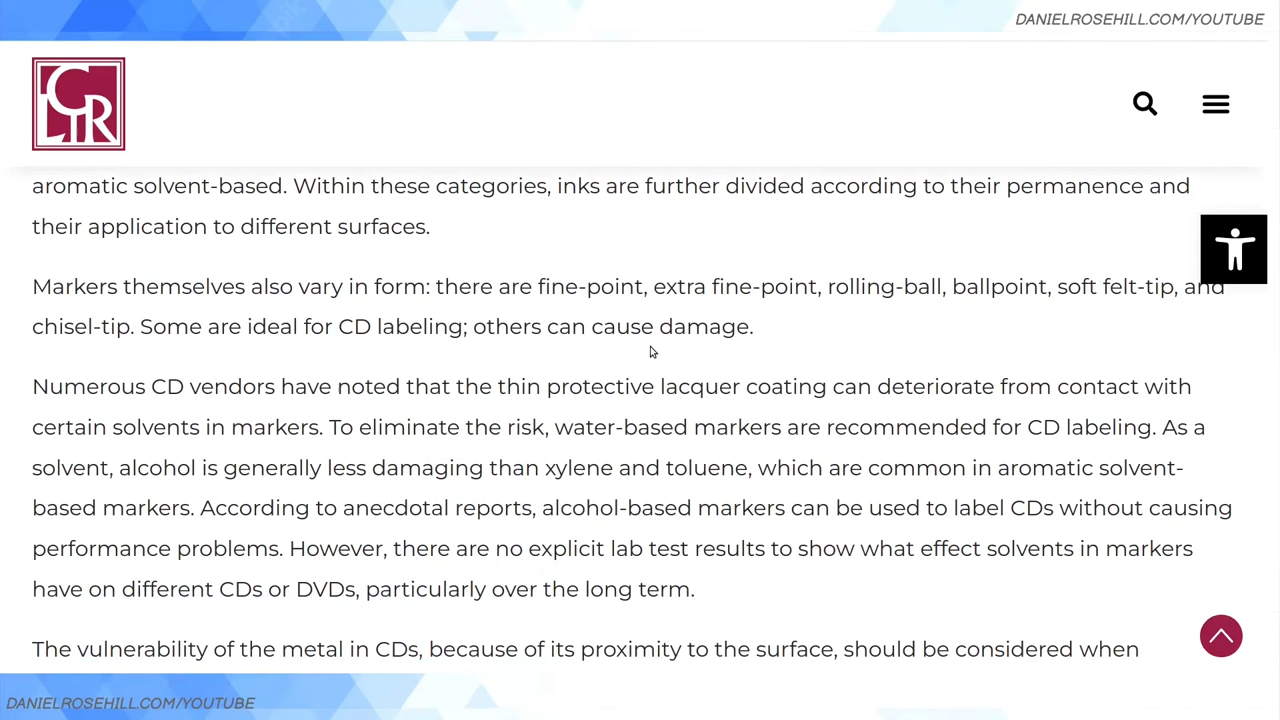 DANIELROSEHILL.COM/YOUTUBE
CLIR
aromatic solvent-based. Within these categories, inks are further divided according to their permanence and
their application to different surfaces.
Markers themselves also vary in form: there are fine-point, extra fine-point, rolling-ball, ballpoint, soft felt-tip, and
chisel-tip. Some are ideal for CD labeling; others can cause damage.
Numerous CD vendors have noted that the thin protective lacquer coating can deteriorate from contact with
certain solvents in markers. To eliminate the risk, water-based markers are recommended for CD labeling. As a
solvent, alcohol is generally less damaging than xylene and toluene, which are common in aromatic solvent-
based markers. According to anecdotal reports, alcohol-based markers can be used to label CDs without causing
performance problems. However, there are no explicit lab test results to show what effect solvents in markers
have on different CDs or DVDs, particularly over the long term.
The vulnerability of the metal in CDs, because of its proximity to the surface, should be considered when
DANIELROSEHILL.COM/YOUTUBE